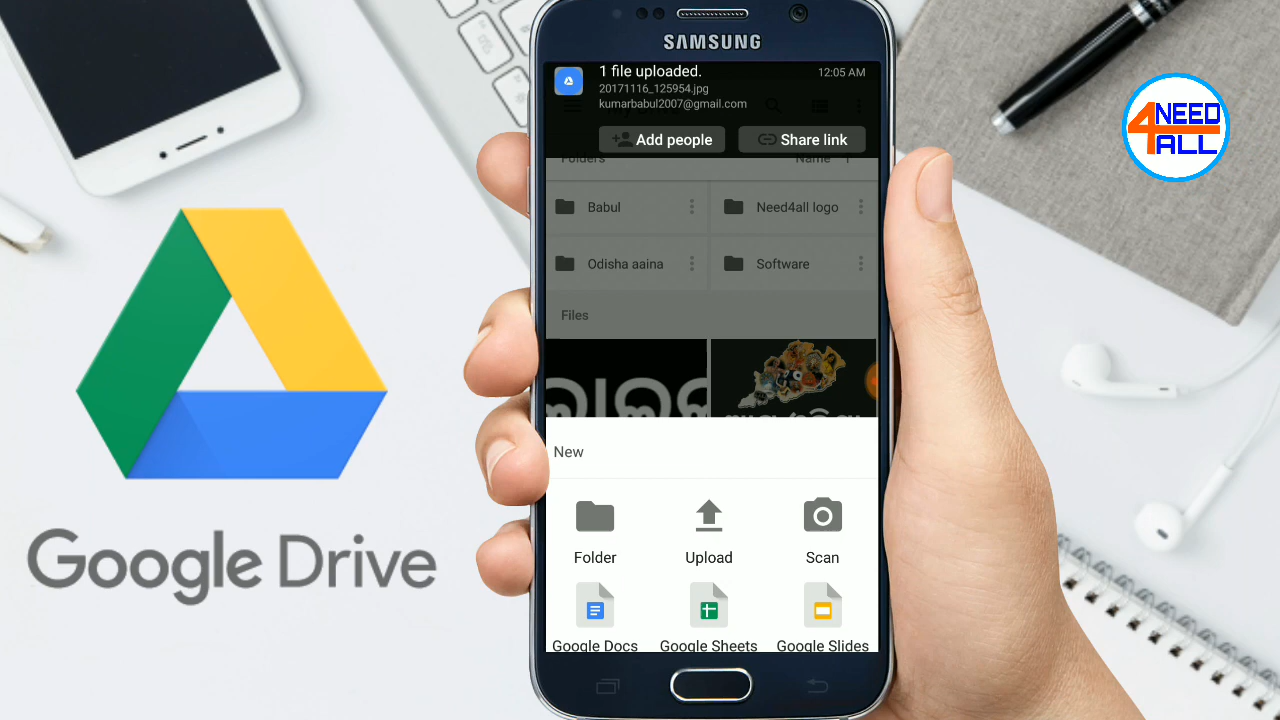 SAMSUNG
1 file uploaded.
12:05 AM
20171116_125954.jpg
kumarbabul2007@gmail.com
Add people
Share link
Folders
Name
Babul
Need4all logo
Odisha aaina
Software
Files
New
Folder
Upload
Scan
Google Docs
Google Sheets
Google Slides
Google Drive
4NEED
ALL